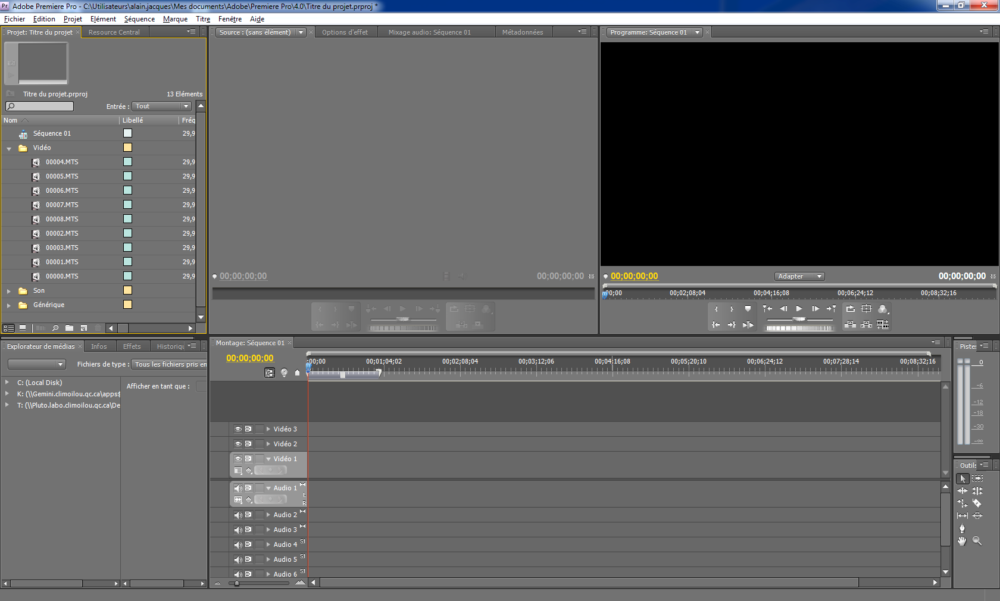 Pr Adobe Premiere Pro - C:\Utilisateurs\alain.jacques\Mes documents\Adobe\Premiere Pro\4.0\Titre du projet.prproj *
Fichier Edition Projet Elément Séquence Marque Titre Fenêtre Aide
Projet: Titre du projet × Resource Central
Titre du projet.prproj 13 Eléments
Entrée : Tout
Nom Libellé Fréq
Séquence 01 29,9
Vidéo
00004.MTS 29,9
00005.MTS 29,9
00006.MTS 29,9
00007.MTS 29,9
00008.MTS 29,9
00002.MTS 29,9
00003.MTS 29,9
00001.MTS 29,9
00000.MTS 29,9
Son
Générique
Source : (sans élément) × Options d'effet Mixage audio: Séquence 01 Métadonnées
00;00;00;00 00;00;00;00
Programme: Séquence 01 ×
00;00;00;00 Adapter 00;00;00;00
00;00 00;02;08;04 00;04;16;08 00;06;24;12 00;08;32;16
Explorateur de médias × Infos Effets Historiqu
Fichiers de type : Tous les fichiers pris en
C: (Local Disk)
K: (\\Gemini.climoilou.qc.ca\apps$
T: (\\Pluto.labo.climoilou.qc.ca\De
Afficher en tant que :
Montage: Séquence 01 ×
00;00;00;00
;00;00 00;01;04;02 00;02;08;04 00;03;12;06 00;04;16;08 00;05;20;10 00;06;24;12 00;07;28;14 00;08;32;16
Vidéo 3
Vidéo 2
Vidéo 1
Audio 1
L
R
Audio 2
Audio 3
Audio 4 5.1
Audio 5 5.1
Audio 6 5.1
Pistes
0
-6
-12
-18
-30
-∞
Outils